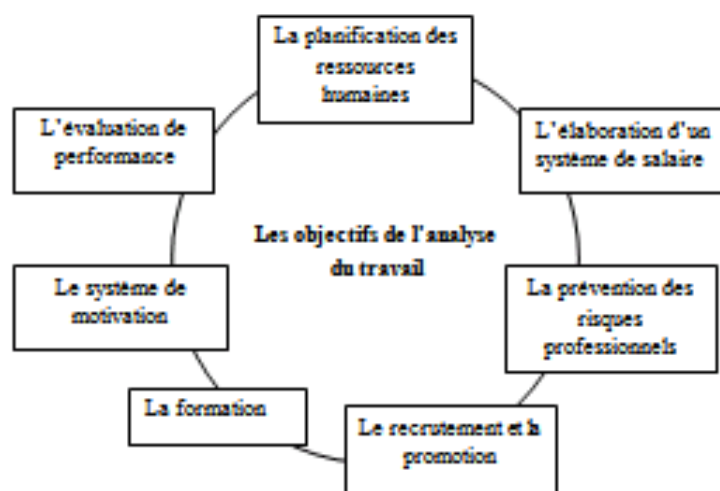 La planification des
ressources
humaines
L'évaluation de
performance
L'élaboration d'un
système de salaire
Les objectifs de l'analyse
du travail
Le système de
motivation
La prévention des
risques
professionnels
La formation
Le recrutement et la
promotion